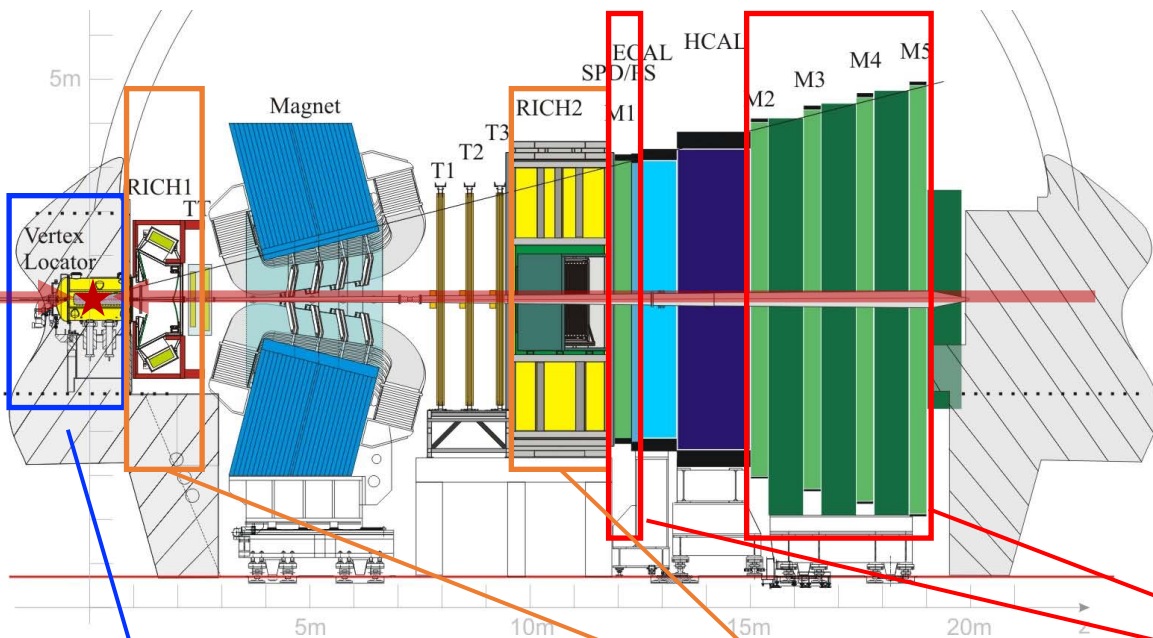 ECAL
HCAL
M5
M4
SPD/PS
M3
5m
M2
Magnet
RICH2
M1
T3
T2
T1
RICH1
TT
Vertex
Locator
5m
10m
15m
20m
z